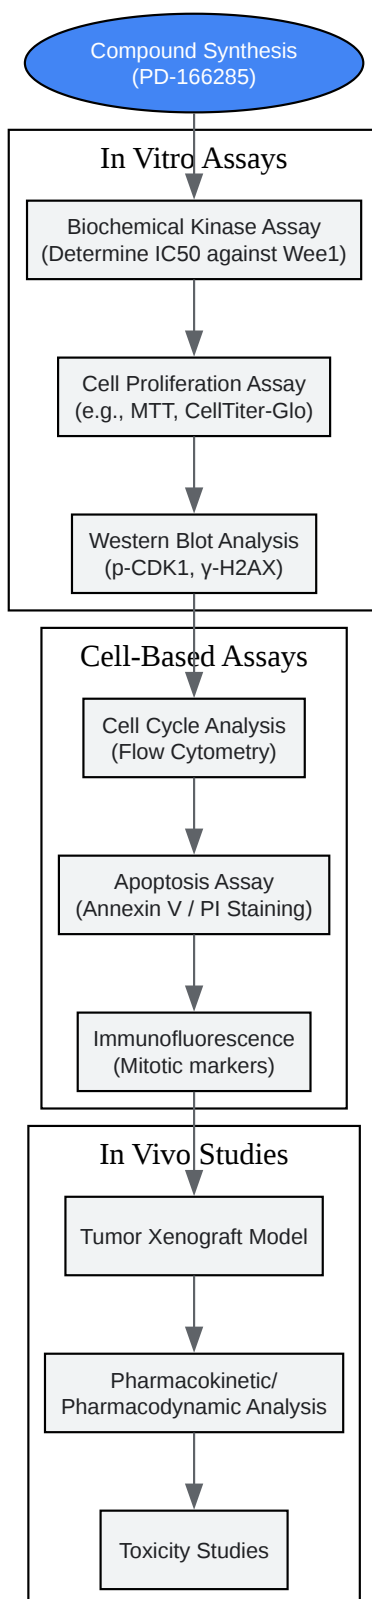 Compound Synthesis
(PD-166285)
In Vitro Assays
Biochemical Kinase Assay
(Determine IC50 against Wee1)
Cell Proliferation Assay
(e.g., MTT, CellTiter-Glo)
Western Blot Analysis
(p-CDK1, γ-H2AX)
Cell-Based Assays
Cell Cycle Analysis
(Flow Cytometry)
Apoptosis Assay
(Annexin V / PI Staining)
Immunofluorescence
(Mitotic markers)
In Vivo Studies
Tumor Xenograft Model
Pharmacokinetic/
Pharmacodynamic Analysis
Toxicity Studies